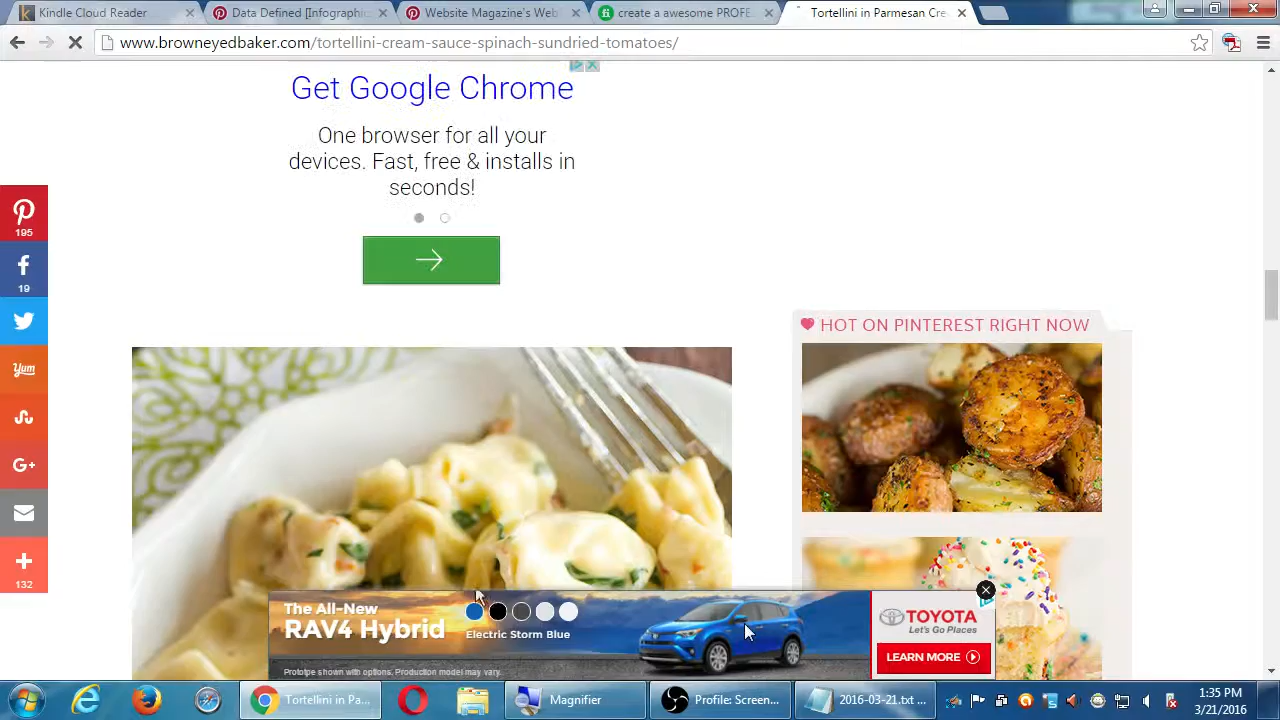 Kindle Cloud Reader
Data Defined [Infographic
Website Magazine's Webl
create a awesome PROFE
Tortellini in Parmesan Cre
www.browneyedbaker.com/tortellini-cream-sauce-spinach-sundried-tomatoes/
Get Google Chrome
One browser for all your
devices. Fast, free & installs in
seconds!
195
19
Yum
G+
132
HOT ON PINTEREST RIGHT NOW
The All-New
RAV4 Hybrid
Electric Storm Blue
Prototype shown with options. Production model may vary.
TOYOTA
Let's Go Places
LEARN MORE
Tortellini in Pa...
Magnifier
Profile: Screen...
2016-03-21.txt ...
1:35 PM
3/21/2016